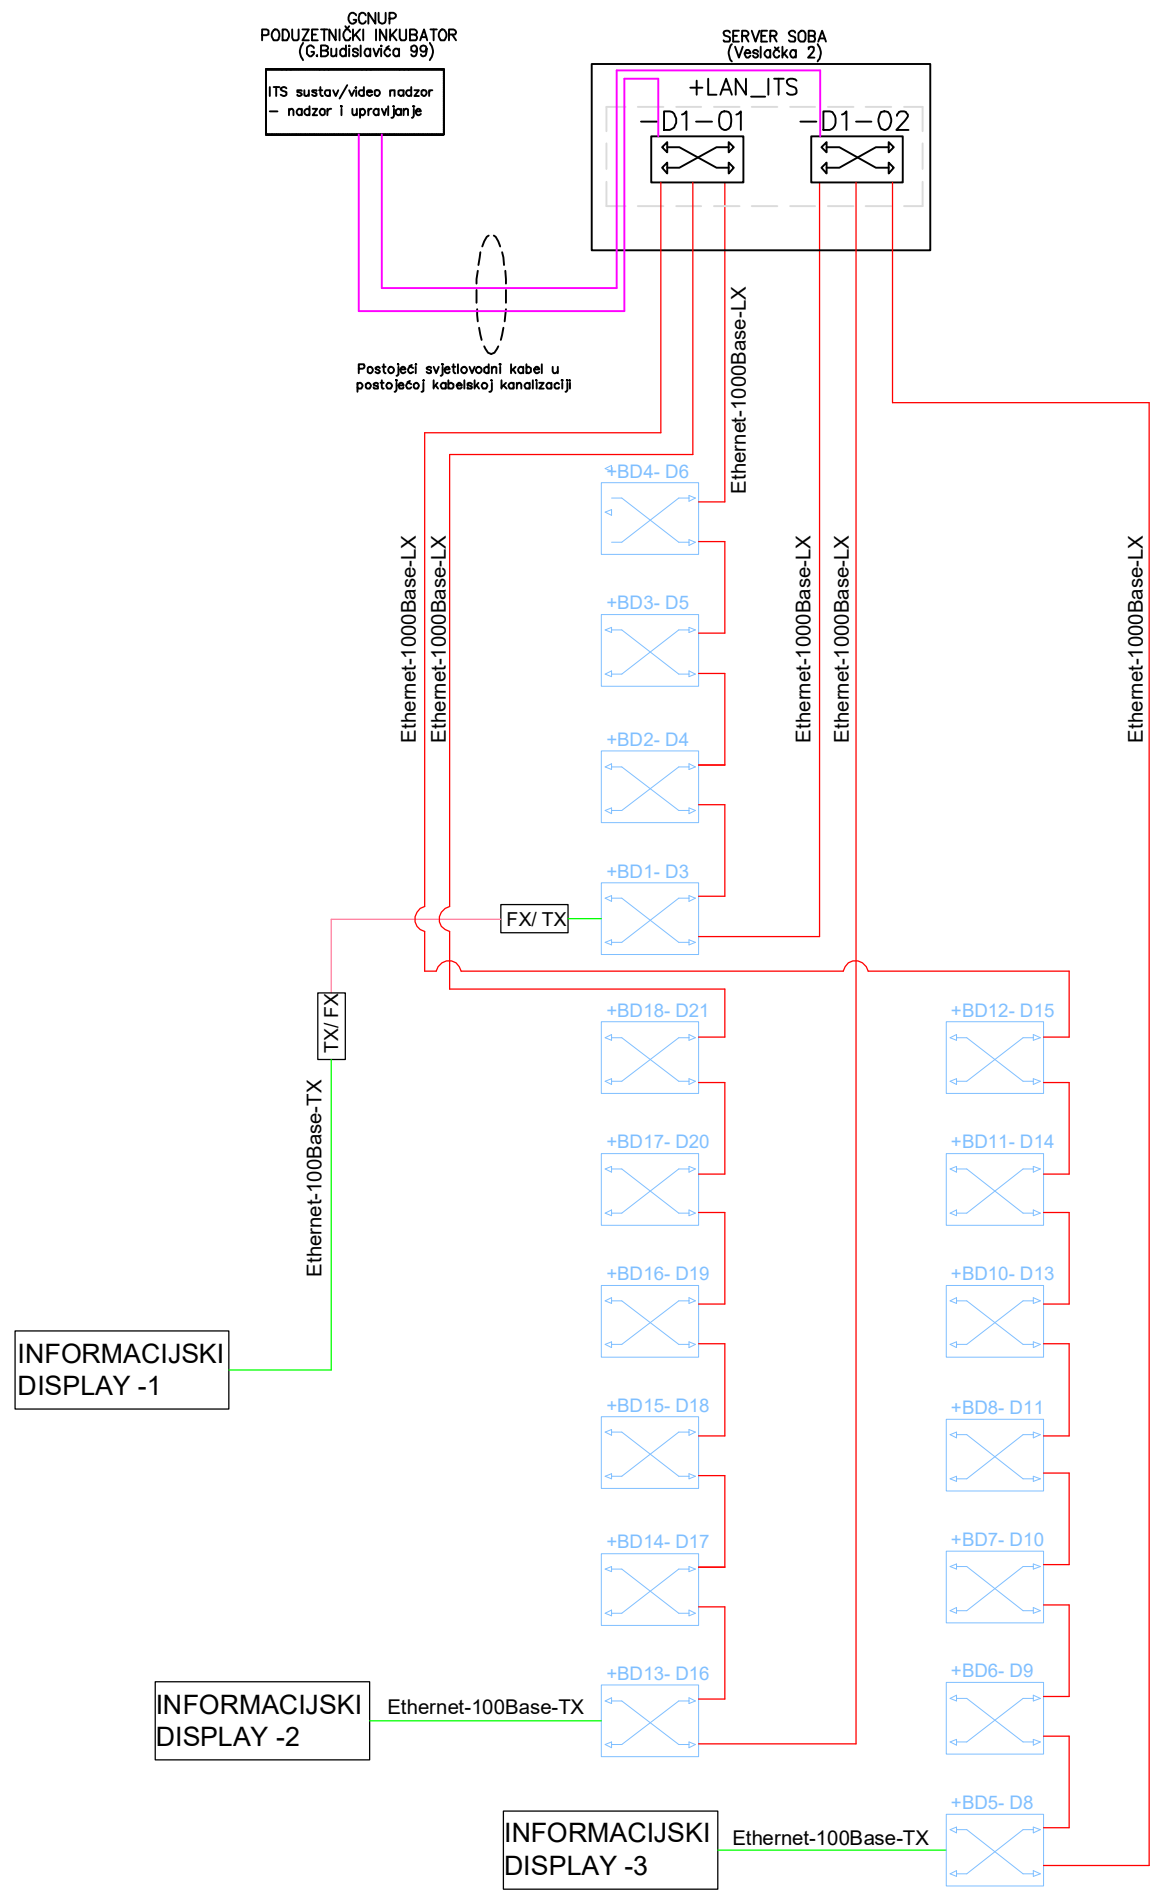 GCNUP
PODUZETNIČKI INKUBATOR
(G.Budislavića 99)
ITS sustav/video nadzor
– nadzor i upravljanje
SERVER SOBA
(Veslačka 2)
+LAN_ITS
-D1-01
-D1-02
Postojeći svjetlovodni kabel u
postojećoj kabelskoj kanalizaciji
Ethernet-1000Base-LX
Ethernet-1000Base-LX
Ethernet-1000Base-LX
Ethernet-1000Base-LX
Ethernet-1000Base-LX
Ethernet-1000Base-LX
+BD4- D6
+BD3- D5
+BD2- D4
+BD1- D3
FX/ TX
TX/ FX
Ethernet-100Base-TX
INFORMACIJSKI
DISPLAY -1
+BD18- D21
+BD17- D20
+BD16- D19
+BD15- D18
+BD14- D17
+BD13- D16
+BD12- D15
+BD11- D14
+BD10- D13
+BD8- D11
+BD7- D10
+BD6- D9
+BD5- D8
INFORMACIJSKI
DISPLAY -2
Ethernet-100Base-TX
INFORMACIJSKI
DISPLAY -3
Ethernet-100Base-TX